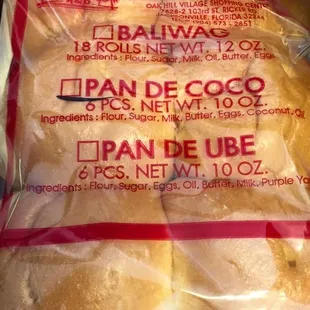 OAK HILL VILLAGE SHOPPING CENTER
FLORIDA 32244
☐ BALIWAG
18 ROLLS NET WT. 12 OZ.
Ingredients : Flour, Sugar, Milk, Oil, Butter, Eggs
☐ PAN DE COCO
6 PCS. NET WT. 10 OZ.
Ingredients : Flour, Sugar, Milk, Butter, Eggs, Coconut, Oil
☐ PAN DE UBE
6 PCS. NET WT. 10 OZ.
Ingredients : Flour, Sugar, Eggs, Oil, Butter, Milk, Purple